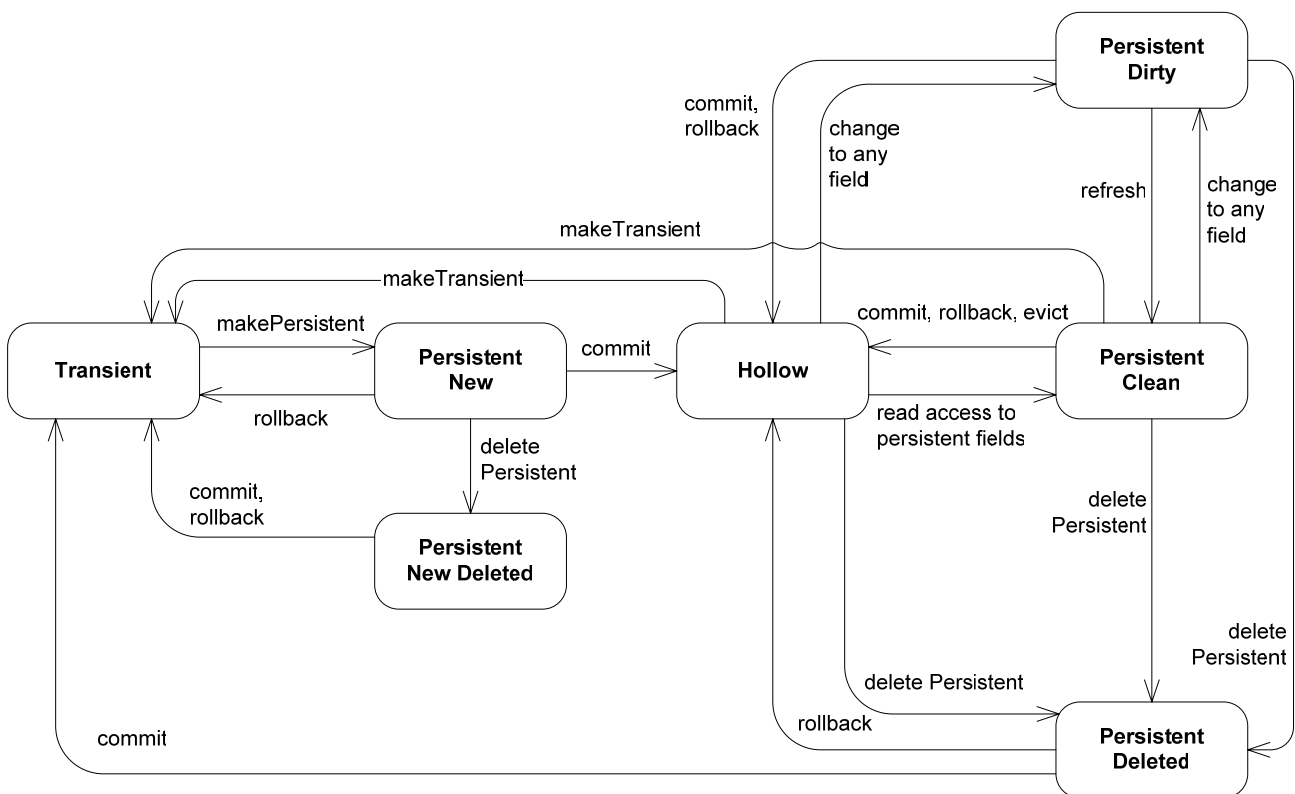 Persistent
Dirty
commit,
rollback
change
to any
field
refresh
change
to any
field
makeTransient
makeTransient
makePersistent
commit, rollback, evict
Transient
Persistent
New
commit
Hollow
Persistent
Clean
rollback
read access to
persistent fields
delete
Persistent
commit,
rollback
delete
Persistent
Persistent
New Deleted
delete
Persistent
delete Persistent
rollback
commit
Persistent
Deleted